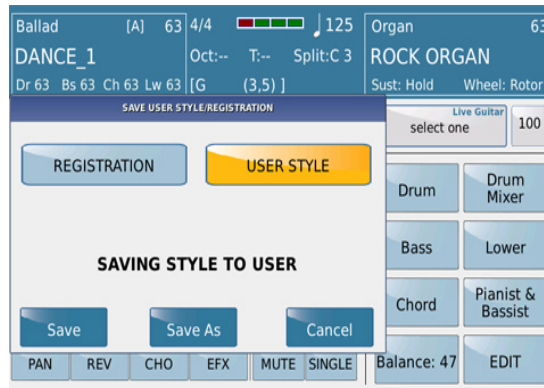 Ballad [A] 63 4/4 125 Organ 63
DANCE_1 Oct:-- T:-- Split:C 3 ROCK ORGAN
Dr 63 Bs 63 Ch 63 Lw 63 [G (3,5) ] Sust: Hold Wheel: Rotor
SAVE USER STYLE/REGISTRATION
Live Guitar
select one 100
REGISTRATION USER STYLE
Drum Drum Mixer
Bass Lower
SAVING STYLE TO USER
Chord Pianist & Bassist
Save Save As Cancel
PAN REV CHO EFX MUTE SINGLE Balance: 47 EDIT